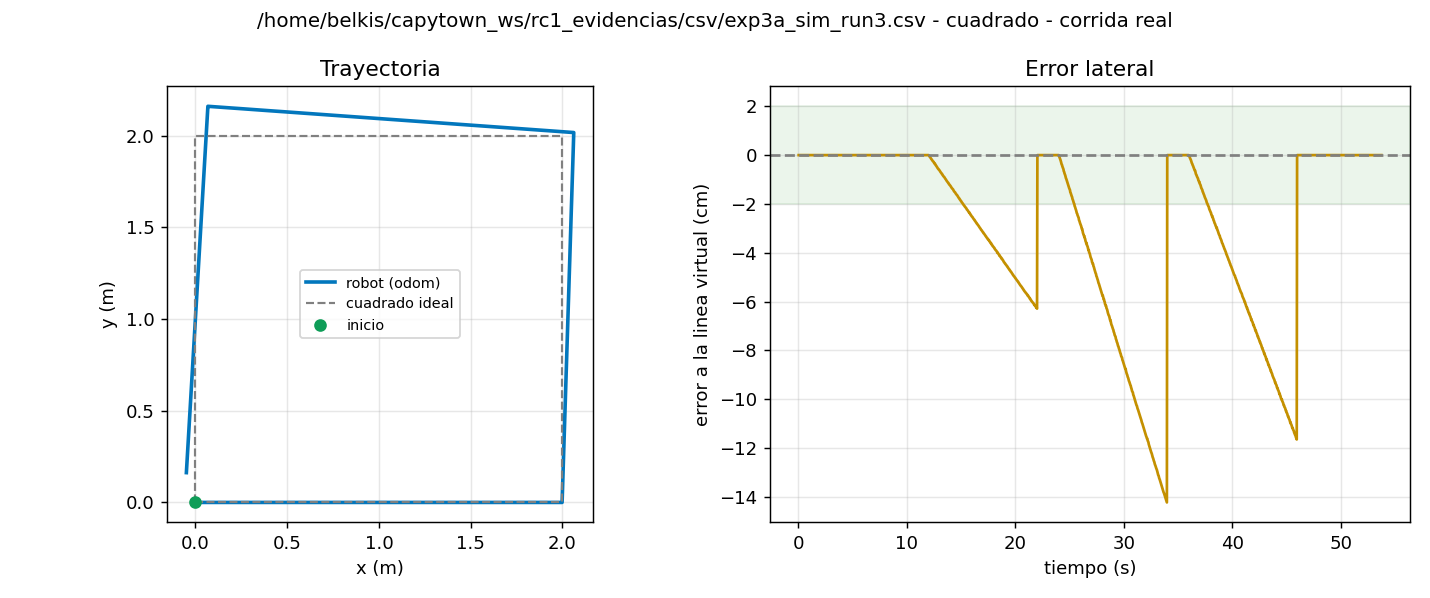 /home/belkis/capytown_ws/rc1_evidencias/csv/exp3a_sim_run3.csv - cuadrado - corrida real
Trayectoria
y (m)
2.0
1.5
1.0
0.5
0.0
robot (odom)
cuadrado ideal
inicio
0.0 0.5 1.0 1.5 2.0
x (m)
Error lateral
error a la linea virtual (cm)
2
0
−2
−4
−6
−8
−10
−12
−14
0 10 20 30 40 50
tiempo (s)